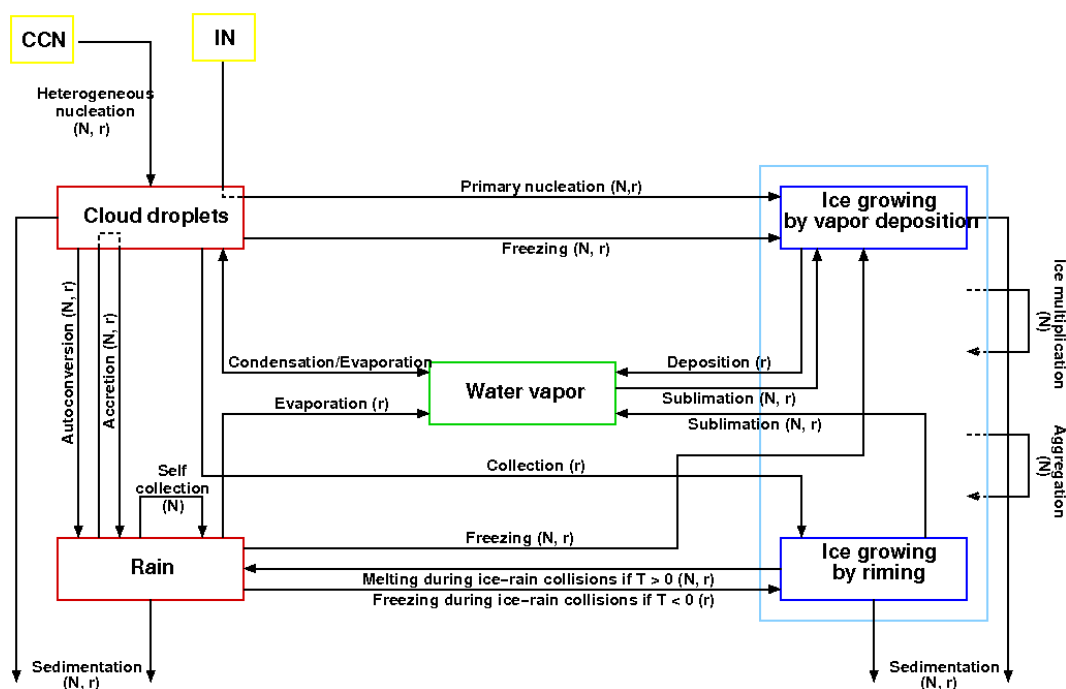 CCN
IN
Heterogeneous
nucleation
(N, r)
Primary nucleation (N,r)
Cloud droplets
Ice growing
by vapor deposition
Freezing (N, r)
Ice multiplication
(N)
Autoconversion (N, r)
Accretion (N, r)
Condensation/Evaporation
Deposition (r)
Water vapor
Sublimation (N, r)
Evaporation (r)
Sublimation (N, r)
Aggregation
(N)
Self
collection
(N)
Collection (r)
Freezing (N, r)
Rain
Ice growing
by riming
Melting during ice−rain collisions if T > 0 (N, r)
Freezing during ice−rain collisions if T < 0 (r)
Sedimentation
(N, r)
Sedimentation
(N, r)